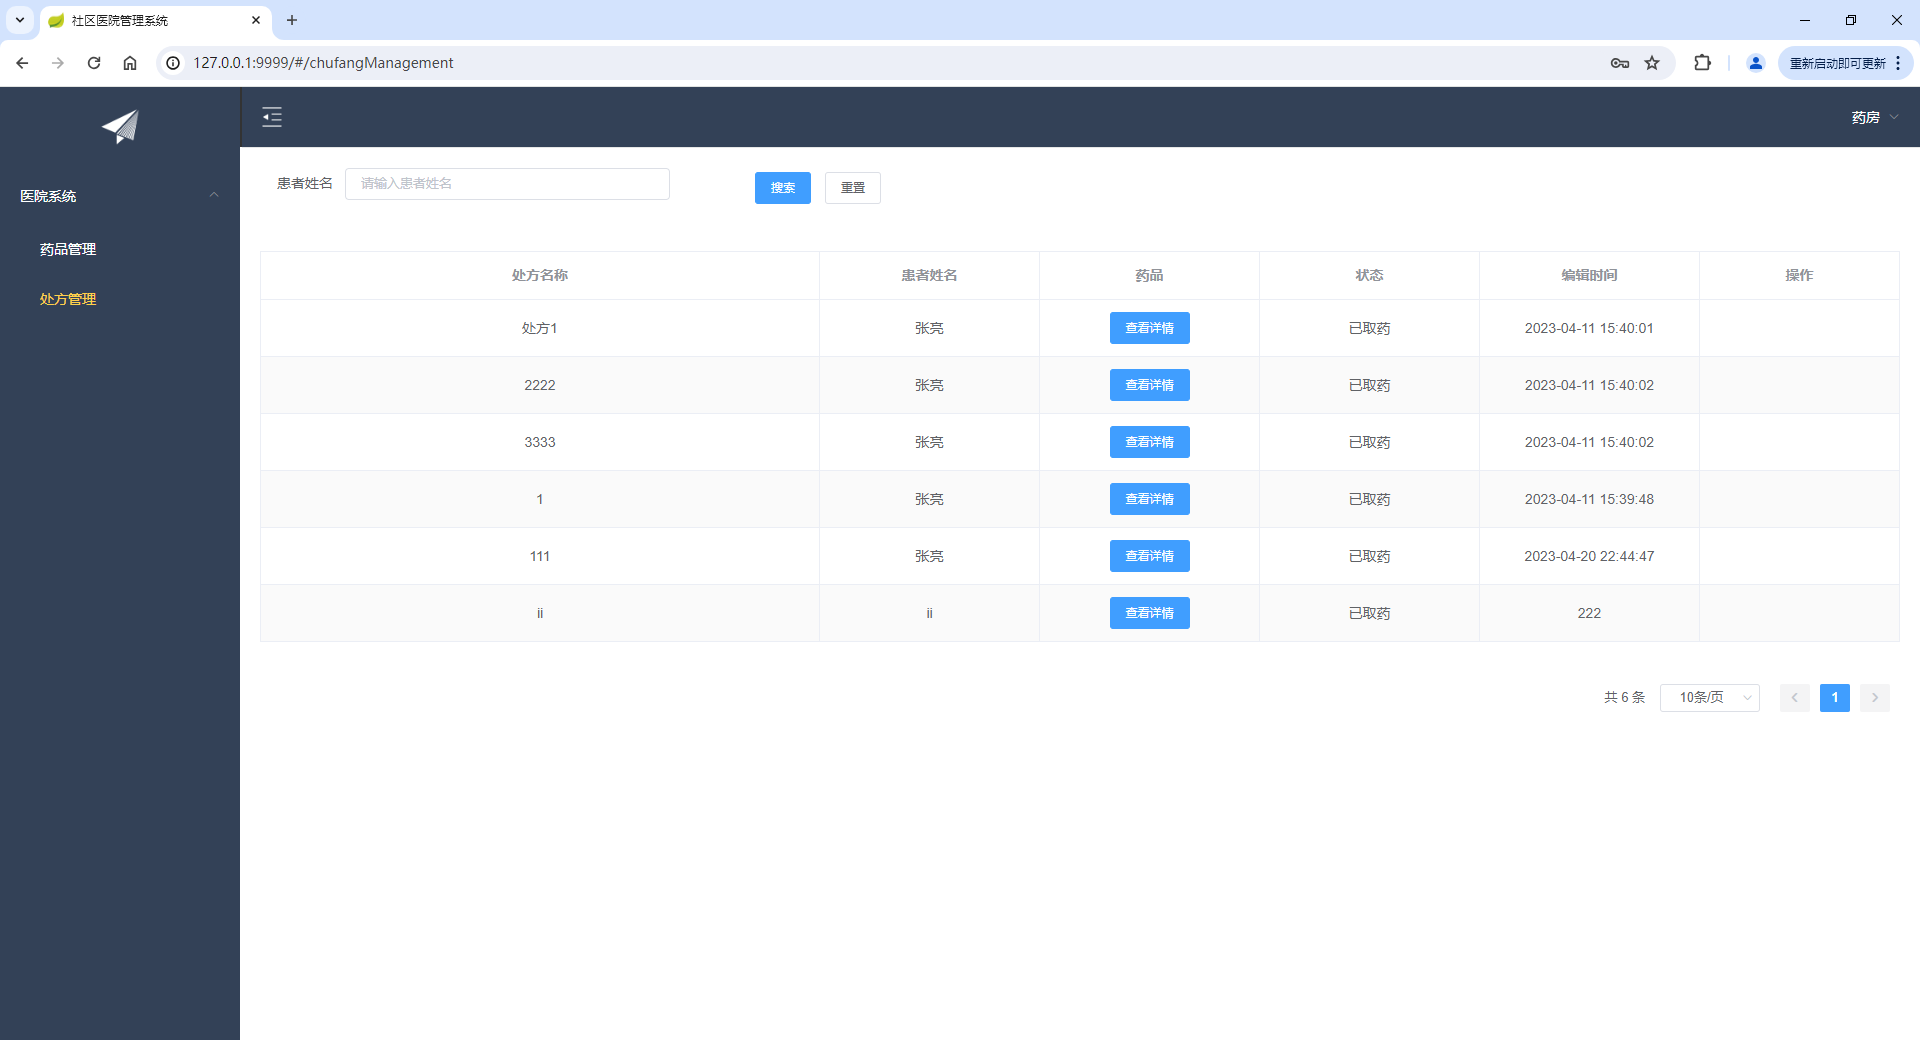 社区医院管理系统
127.0.0.1:9999/#/chufangManagement
重新启动即可更新
药房
医院系统
药品管理
处方管理
患者姓名 请输入患者姓名 搜索 重置
处方名称 患者姓名 药品 状态 编辑时间 操作
处方1 张亮 查看详情 已取药 2023-04-11 15:40:01
2222 张亮 查看详情 已取药 2023-04-11 15:40:02
3333 张亮 查看详情 已取药 2023-04-11 15:40:02
1 张亮 查看详情 已取药 2023-04-11 15:39:48
111 张亮 查看详情 已取药 2023-04-20 22:44:47
ii ii 查看详情 已取药 222
共 6 条 10条/页 1